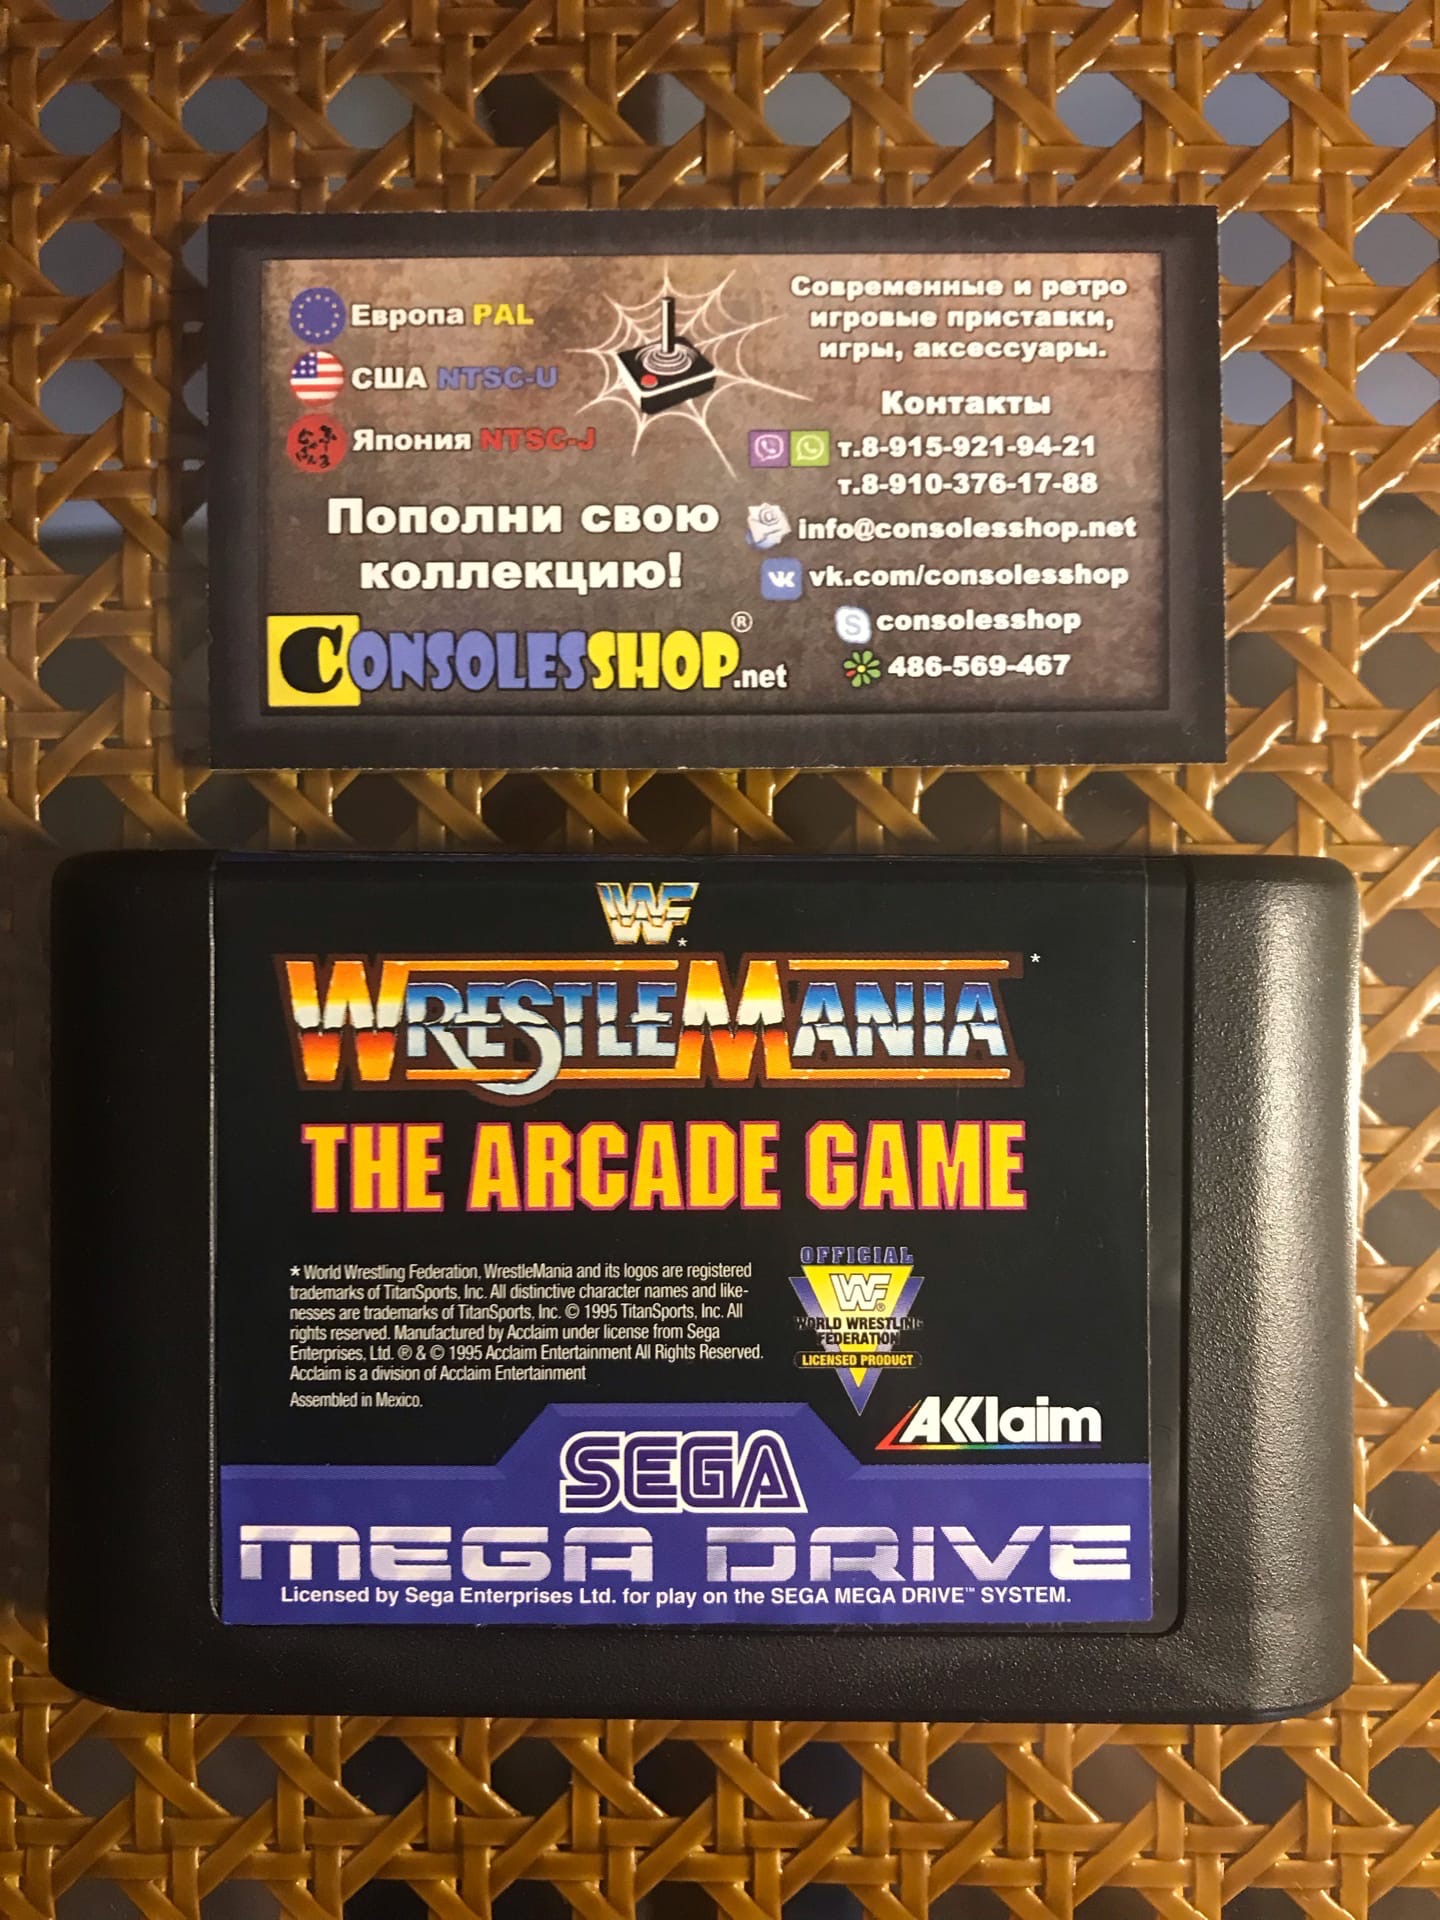 Европа PAL
США NTSC-U
Япония NTSC-J
Пополни свою
коллекцию!
CONSOLESSHOP.net ®
Современные и ретро
игровые приставки,
игры, аксессуары.
Контакты
т.8-915-921-94-21
т.8-910-376-17-88
info@consolesshop.net
vk.com/consolesshop
consolesshop
486-569-467
WF*
WRESTLEMANIA*
THE ARCADE GAME
* World Wrestling Federation, WrestleMania and its logos are registered
trademarks of TitanSports, Inc. All distinctive character names and like-
nesses are trademarks of TitanSports, Inc. © 1995 TitanSports, Inc. All
rights reserved. Manufactured by Acclaim under license from Sega
Enterprises, Ltd. ® & © 1995 Acclaim Entertainment All Rights Reserved.
Acclaim is a division of Acclaim Entertainment
Assembled in Mexico.
OFFICIAL
WF®
WORLD WRESTLING
FEDERATION
LICENSED PRODUCT
AKKlaim
SEGA
MEGA DRIVE
Licensed by Sega Enterprises Ltd. for play on the SEGA MEGA DRIVE™ SYSTEM.